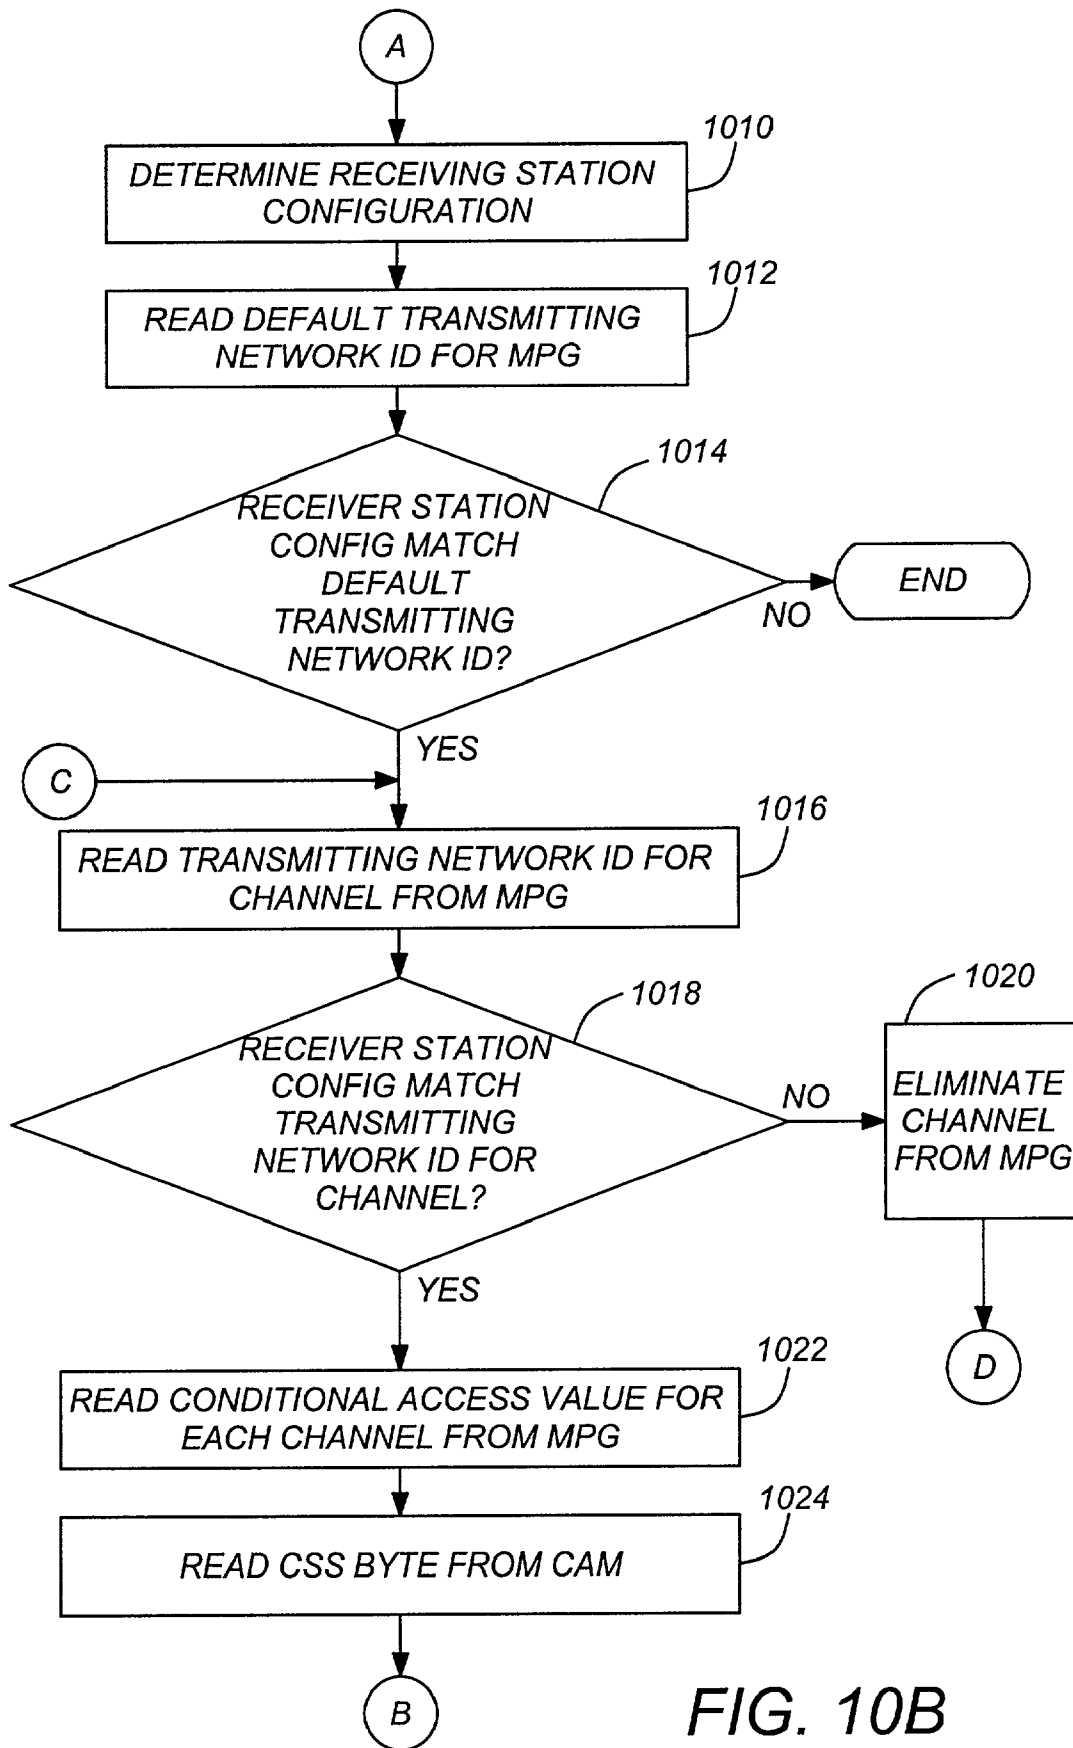 A
1010
DETERMINE RECEIVING STATION
CONFIGURATION
1012
READ DEFAULT TRANSMITTING
NETWORK ID FOR MPG
1014
RECEIVER STATION
CONFIG MATCH
DEFAULT
TRANSMITTING
NETWORK ID?
NO
END
YES
C
1016
READ TRANSMITTING NETWORK ID FOR
CHANNEL FROM MPG
1018
RECEIVER STATION
CONFIG MATCH
TRANSMITTING
NETWORK ID FOR
CHANNEL?
NO
1020
ELIMINATE
CHANNEL
FROM MPG
D
YES
1022
READ CONDITIONAL ACCESS VALUE FOR
EACH CHANNEL FROM MPG
1024
READ CSS BYTE FROM CAM
B
FIG. 10B